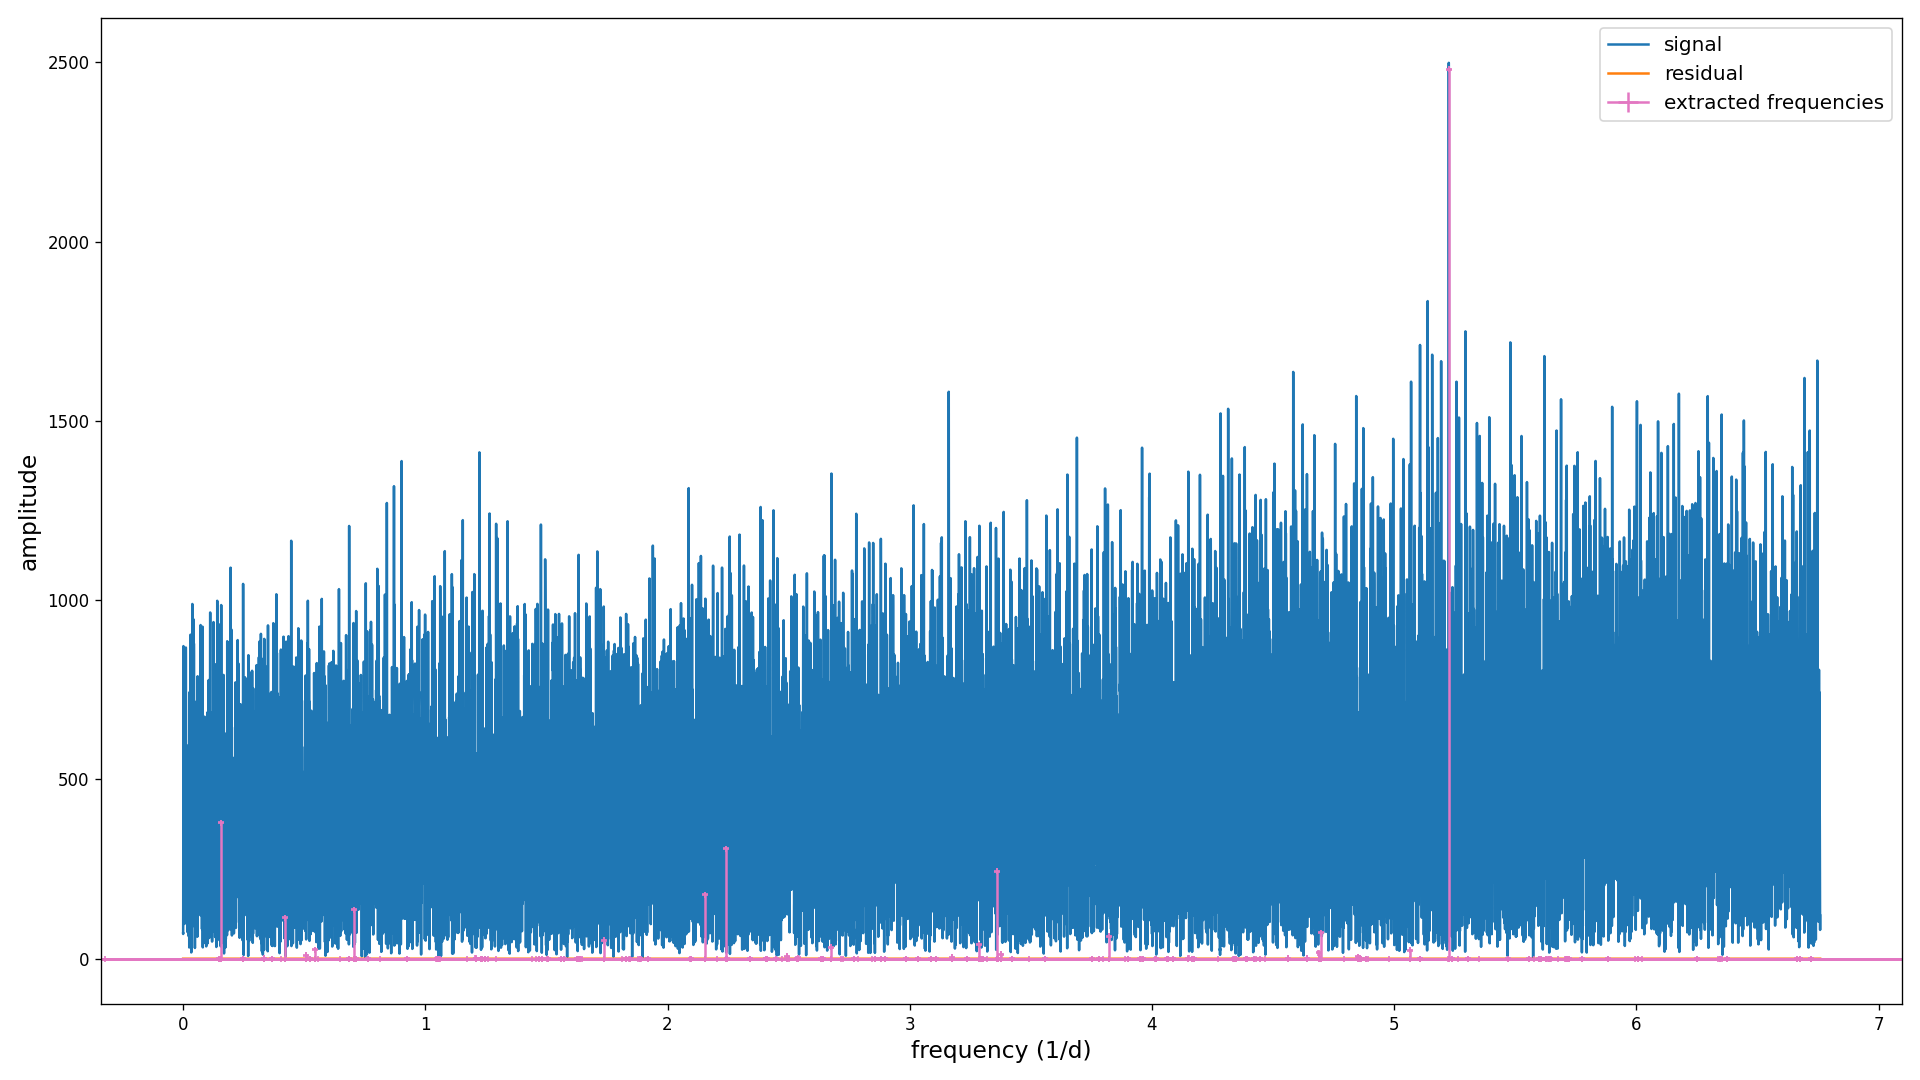 signal
residual
extracted frequencies
2500
2000
1500
1000
500
0
amplitude
0 1 2 3 4 5 6 7
frequency (1/d)